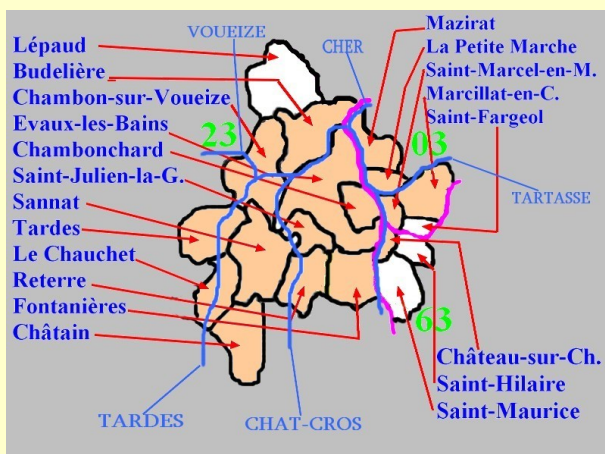 Lépaud
Budelière
Chambon-sur-Voueize
Evaux-les-Bains
Chambonchard
Saint-Julien-la-G.
Sannat
Tardes
Le Chauchet
Reterre
Fontanières
Châtain
VOUEIZE
CHER
23
03
63
TARTASSE
TARDES
CHAT-CROS
Mazirat
La Petite Marche
Saint-Marcel-en-M.
Marcillat-en-C.
Saint-Fargeol
Château-sur-Ch.
Saint-Hilaire
Saint-Maurice